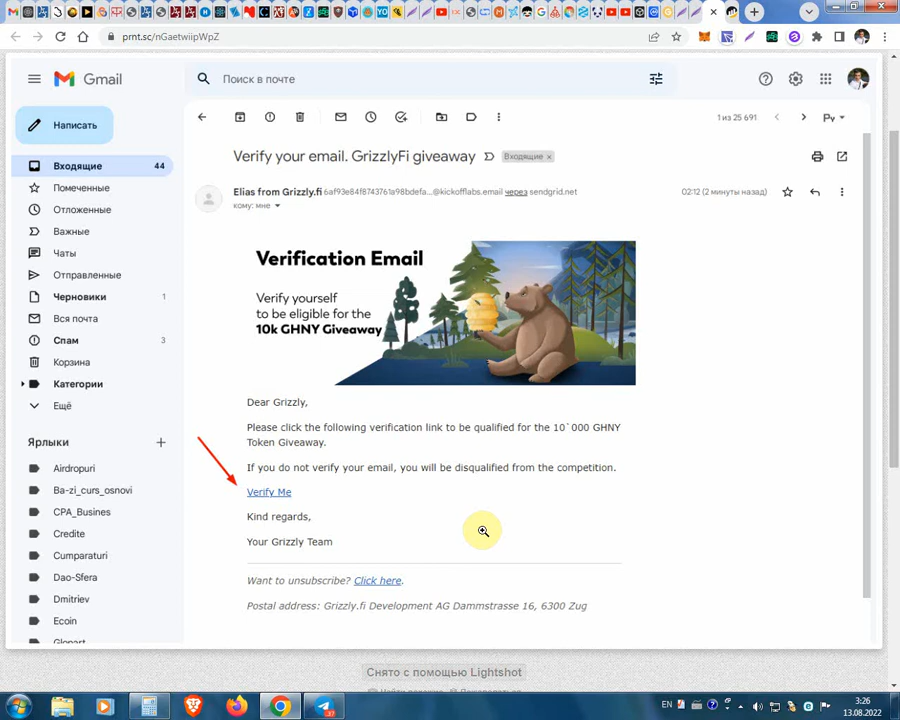 prnt.sc/nGaetwiipWpZ
Gmail
Поиск в почте
Написать
1 из 25 691
Входящие 44
Помеченные
Отложенные
Важные
Чаты
Отправленные
Черновики 1
Вся почта
Спам 3
Корзина
Категории
Ещё
Ярлыки
Airdropuri
Ba-zi_curs_osnovi
CPA_Busines
Credite
Cumparaturi
Dao-Sfera
Dmitriev
Ecoin
Glopart
Verify your email. GrizzlyFi giveaway Входящие ×
Elias from Grizzly.fi 6af93e84f8743761a98bdefa...@kickofflabs.email через sendgrid.net 02:12 (2 минуты назад)
кому: мне
Verification Email
Verify yourself
to be eligible for the
10k GHNY Giveaway
Dear Grizzly,
Please click the following verification link to be qualified for the 10`000 GHNY
Token Giveaway.
If you do not verify your email, you will be disqualified from the competition.
Verify Me
Kind regards,
Your Grizzly Team
Want to unsubscribe? Click here.
Postal address: Grizzly.fi Development AG Dammstrasse 16, 6300 Zug
Снято с помощью Lightshot
EN
3:26
13.08.2022